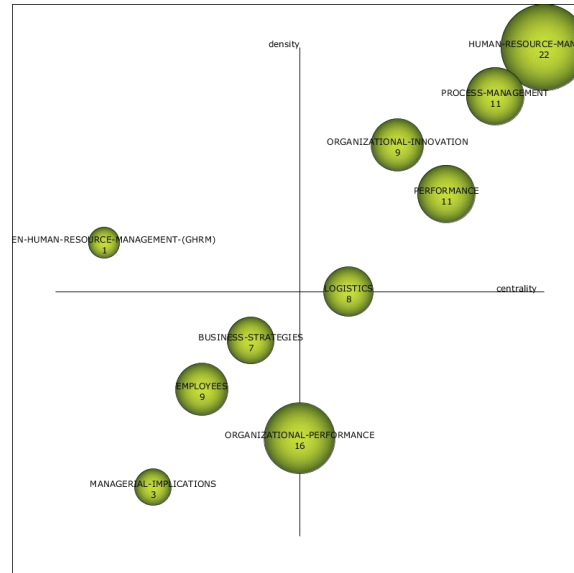 density
HUMAN-RESOURCE-MAN
22
PROCESS-MANAGEMENT
11
ORGANIZATIONAL-INNOVATION
9
PERFORMANCE
11
EN-HUMAN-RESOURCE-MANAGEMENT-(GHRM)
1
centrality
LOGISTICS
8
BUSINESS-STRATEGIES
7
EMPLOYEES
9
ORGANIZATIONAL-PERFORMANCE
16
MANAGERIAL-IMPLICATIONS
3